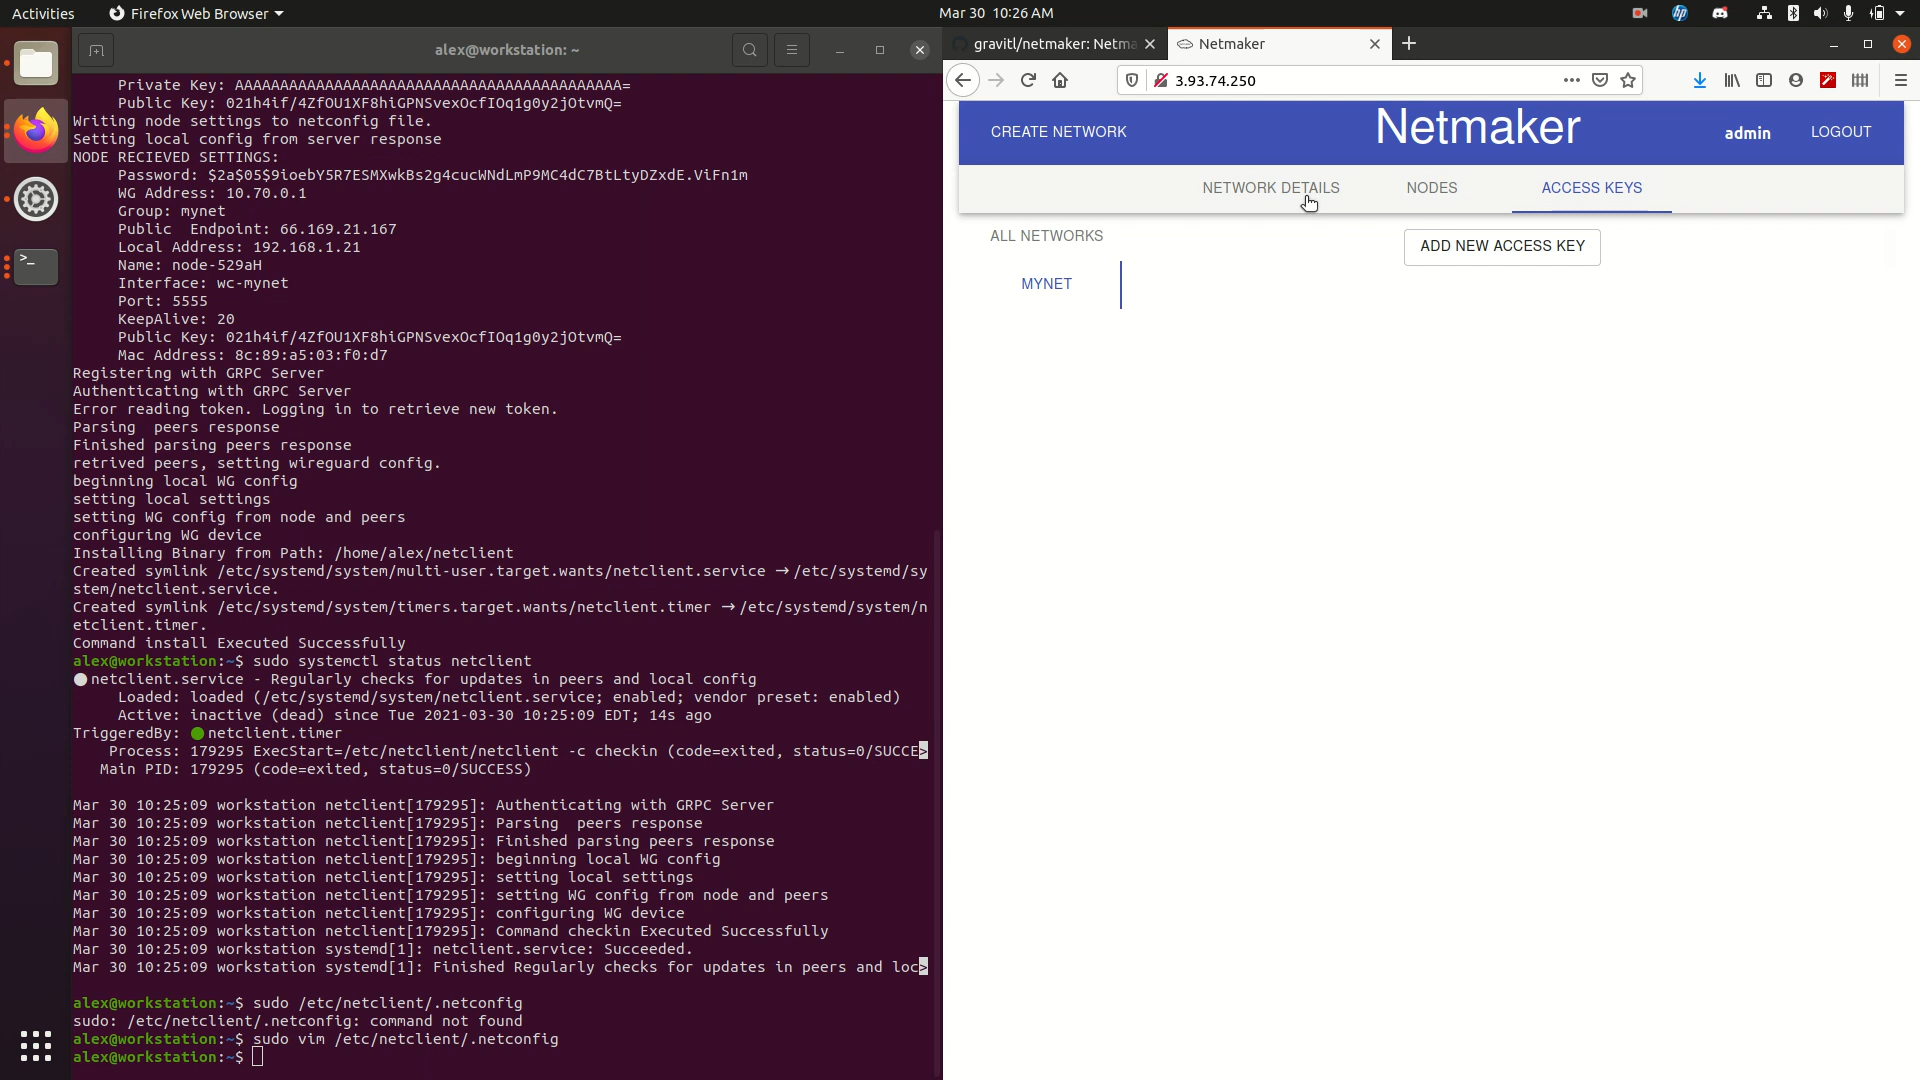 Activities
Firefox Web Browser
Mar 30 10:26 AM
hp
alex@workstation: ~
Private Key: AAAAAAAAAAAAAAAAAAAAAAAAAAAAAAAAAAAAAAAAAAA=
Public Key: 021h4if/4ZfOU1XF8hiGPNSvexOcfIOq1g0y2jOtvmQ=
Writing node settings to netconfig file.
Setting local config from server response
NODE RECIEVED SETTINGS:
Password: $2a$05$9ioebY5R7ESMXwkBs2g4cucWNdLmP9MC4dC7BtLtyDZxdE.ViFn1m
WG Address: 10.70.0.1
Group: mynet
Public  Endpoint: 66.169.21.167
Local Address: 192.168.1.21
Name: node-529aH
Interface: wc-mynet
Port: 5555
KeepAlive: 20
Public Key: 021h4if/4ZfOU1XF8hiGPNSvexOcfIOq1g0y2jOtvmQ=
Mac Address: 8c:89:a5:03:f0:d7
Registering with GRPC Server
Authenticating with GRPC Server
Error reading token. Logging in to retrieve new token.
Parsing  peers response
Finished parsing peers response
retrived peers, setting wireguard config.
beginning local WG config
setting local settings
setting WG config from node and peers
configuring WG device
Installing Binary from Path: /home/alex/netclient
Created symlink /etc/systemd/system/multi-user.target.wants/netclient.service → /etc/systemd/sy
stem/netclient.service.
Created symlink /etc/systemd/system/timers.target.wants/netclient.timer → /etc/systemd/system/n
etclient.timer.
Command install Executed Successfully
alex@workstation:~$ sudo systemctl status netclient
● netclient.service - Regularly checks for updates in peers and local config
Loaded: loaded (/etc/systemd/system/netclient.service; enabled; vendor preset: enabled)
Active: inactive (dead) since Tue 2021-03-30 10:25:09 EDT; 14s ago
TriggeredBy: ● netclient.timer
Process: 179295 ExecStart=/etc/netclient/netclient -c checkin (code=exited, status=0/SUCCE>
Main PID: 179295 (code=exited, status=0/SUCCESS)
Mar 30 10:25:09 workstation netclient[179295]: Authenticating with GRPC Server
Mar 30 10:25:09 workstation netclient[179295]: Parsing  peers response
Mar 30 10:25:09 workstation netclient[179295]: Finished parsing peers response
Mar 30 10:25:09 workstation netclient[179295]: beginning local WG config
Mar 30 10:25:09 workstation netclient[179295]: setting local settings
Mar 30 10:25:09 workstation netclient[179295]: setting WG config from node and peers
Mar 30 10:25:09 workstation netclient[179295]: configuring WG device
Mar 30 10:25:09 workstation netclient[179295]: Command checkin Executed Successfully
Mar 30 10:25:09 workstation systemd[1]: netclient.service: Succeeded.
Mar 30 10:25:09 workstation systemd[1]: Finished Regularly checks for updates in peers and loc>
alex@workstation:~$ sudo /etc/netclient/.netconfig
sudo: /etc/netclient/.netconfig: command not found
alex@workstation:~$ sudo vim /etc/netclient/.netconfig
alex@workstation:~$
gravitl/netmaker: Netma
Netmaker
3.93.74.250
CREATE NETWORK
Netmaker
admin
LOGOUT
NETWORK DETAILS
NODES
ACCESS KEYS
ALL NETWORKS
ADD NEW ACCESS KEY
MYNET